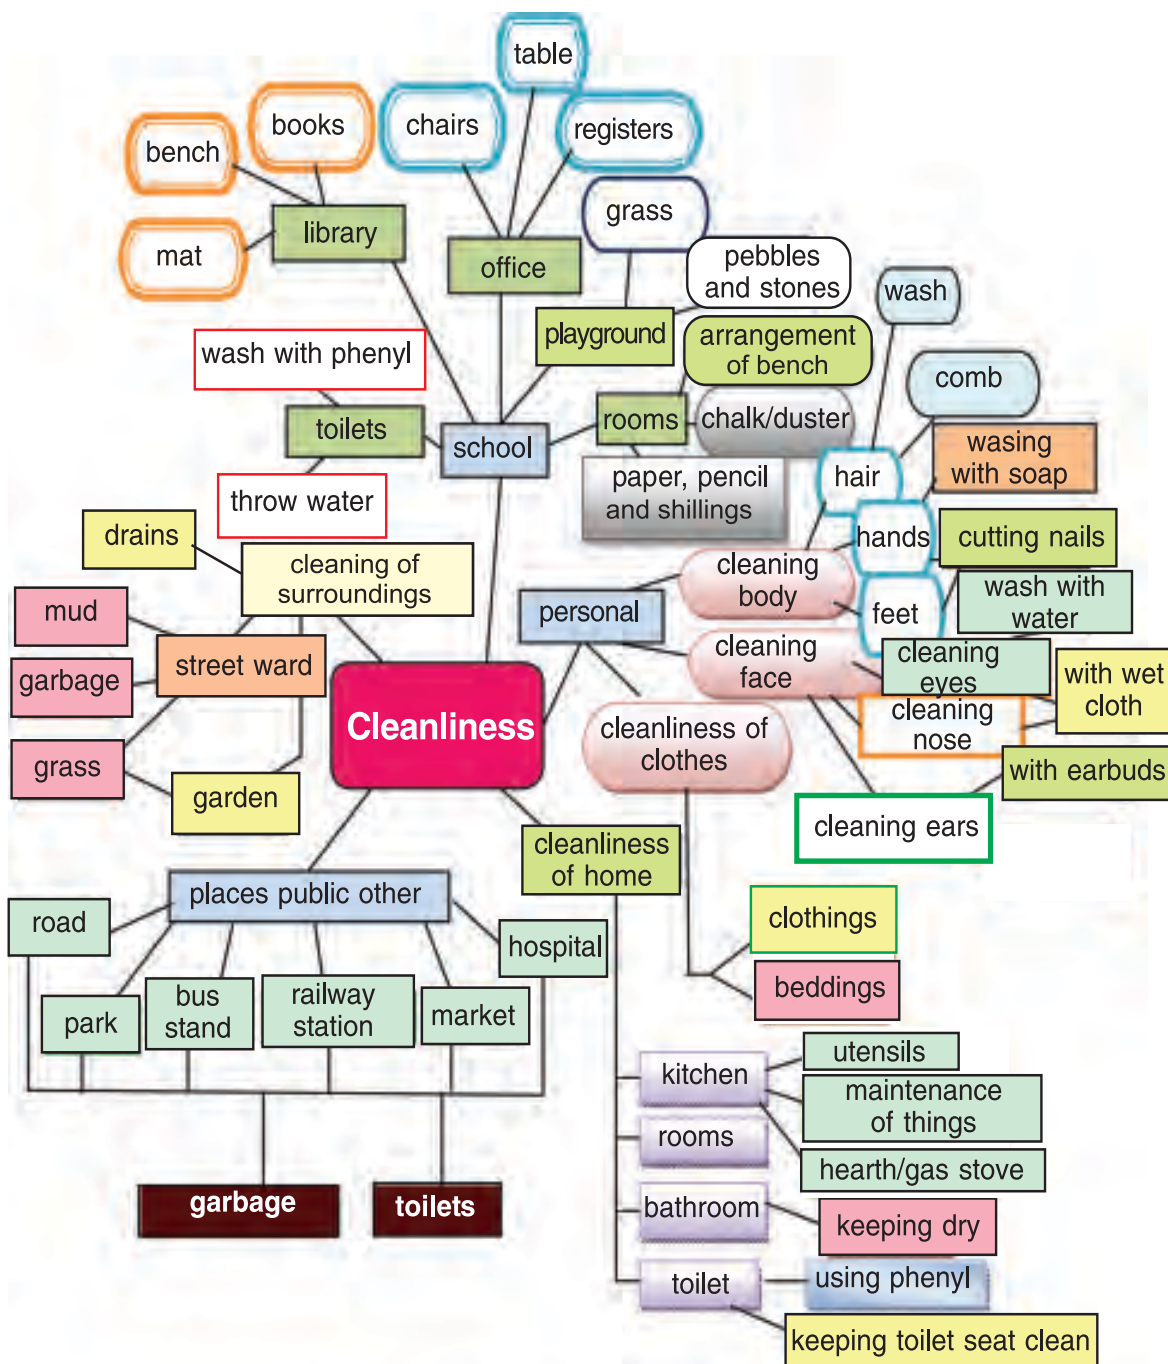 table
books
chairs
registers
bench
grass
library
mat
office
pebbles
and stones
wash
playground
arrangement
of bench
wash with phenyl
comb
rooms
chalk/duster
toilets
school
wasing
with soap
hair
paper, pencil
and shillings
throw water
drains
hands
cutting nails
cleaning of
surroundings
cleaning
body
mud
personal
feet
wash with
water
street ward
cleaning
face
cleaning
eyes
garbage
with wet
cloth
Cleanliness
cleaning
nose
cleanliness of
clothes
grass
garden
with earbuds
cleaning ears
cleanliness
of home
places public other
road
clothings
hospital
park
bus
stand
railway
station
market
beddings
utensils
kitchen
maintenance
of things
rooms
hearth/gas stove
garbage
toilets
bathroom
keeping dry
toilet
using phenyl
keeping toilet seat clean